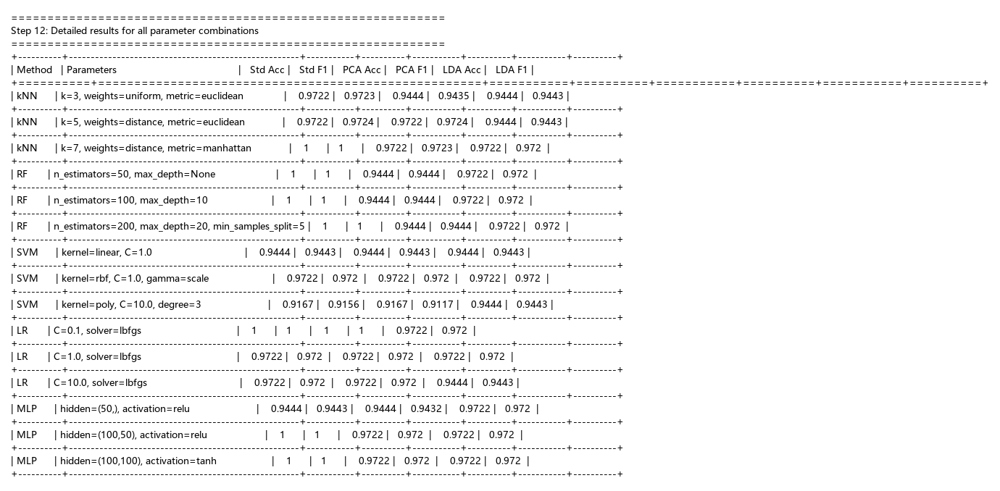 ============================================================
Step 12: Detailed results for all parameter combinations
============================================================
+----------+-----------------------------------------------------+-----------+----------+-----------+----------+-----------+----------+
| Method   | Parameters                                          |   Std Acc |   Std F1 |   PCA Acc |   PCA F1 |   LDA Acc |   LDA F1 |
+==========+=====================================================+===========+==========+===========+==========+===========+==========+
| kNN      | k=3, weights=uniform, metric=euclidean              |    0.9722 |   0.9723 |    0.9444 |   0.9435 |    0.9444 |   0.9443 |
+----------+-----------------------------------------------------+-----------+----------+-----------+----------+-----------+----------+
| kNN      | k=5, weights=distance, metric=euclidean             |    0.9722 |   0.9724 |    0.9722 |   0.9724 |    0.9444 |   0.9443 |
+----------+-----------------------------------------------------+-----------+----------+-----------+----------+-----------+----------+
| kNN      | k=7, weights=distance, metric=manhattan             |    1      |   1      |    0.9722 |   0.9723 |    0.9722 |   0.972  |
+----------+-----------------------------------------------------+-----------+----------+-----------+----------+-----------+----------+
| RF       | n_estimators=50, max_depth=None                     |    1      |   1      |    0.9444 |   0.9444 |    0.9722 |   0.972  |
+----------+-----------------------------------------------------+-----------+----------+-----------+----------+-----------+----------+
| RF       | n_estimators=100, max_depth=10                      |    1      |   1      |    0.9444 |   0.9444 |    0.9722 |   0.972  |
+----------+-----------------------------------------------------+-----------+----------+-----------+----------+-----------+----------+
| RF       | n_estimators=200, max_depth=20, min_samples_split=5 |    1      |   1      |    0.9444 |   0.9444 |    0.9722 |   0.972  |
+----------+-----------------------------------------------------+-----------+----------+-----------+----------+-----------+----------+
| SVM      | kernel=linear, C=1.0                                |    0.9444 |   0.9443 |    0.9444 |   0.9443 |    0.9444 |   0.9443 |
+----------+-----------------------------------------------------+-----------+----------+-----------+----------+-----------+----------+
| SVM      | kernel=rbf, C=1.0, gamma=scale                      |    0.9722 |   0.972  |    0.9722 |   0.972  |    0.9722 |   0.972  |
+----------+-----------------------------------------------------+-----------+----------+-----------+----------+-----------+----------+
| SVM      | kernel=poly, C=10.0, degree=3                       |    0.9167 |   0.9156 |    0.9167 |   0.9117 |    0.9444 |   0.9443 |
+----------+-----------------------------------------------------+-----------+----------+-----------+----------+-----------+----------+
| LR       | C=0.1, solver=lbfgs                                 |    1      |   1      |    1      |   1      |    0.9722 |   0.972  |
+----------+-----------------------------------------------------+-----------+----------+-----------+----------+-----------+----------+
| LR       | C=1.0, solver=lbfgs                                 |    0.9722 |   0.972  |    0.9722 |   0.972  |    0.9722 |   0.972  |
+----------+-----------------------------------------------------+-----------+----------+-----------+----------+-----------+----------+
| LR       | C=10.0, solver=lbfgs                                |    0.9722 |   0.972  |    0.9722 |   0.972  |    0.9444 |   0.9443 |
+----------+-----------------------------------------------------+-----------+----------+-----------+----------+-----------+----------+
| MLP      | hidden=(50,), activation=relu                       |    0.9444 |   0.9443 |    0.9444 |   0.9432 |    0.9722 |   0.972  |
+----------+-----------------------------------------------------+-----------+----------+-----------+----------+-----------+----------+
| MLP      | hidden=(100,50), activation=relu                    |    1      |   1      |    0.9722 |   0.972  |    0.9722 |   0.972  |
+----------+-----------------------------------------------------+-----------+----------+-----------+----------+-----------+----------+
| MLP      | hidden=(100,100), activation=tanh                   |    1      |   1      |    0.9722 |   0.972  |    0.9722 |   0.972  |
+----------+-----------------------------------------------------+-----------+----------+-----------+----------+-----------+----------+